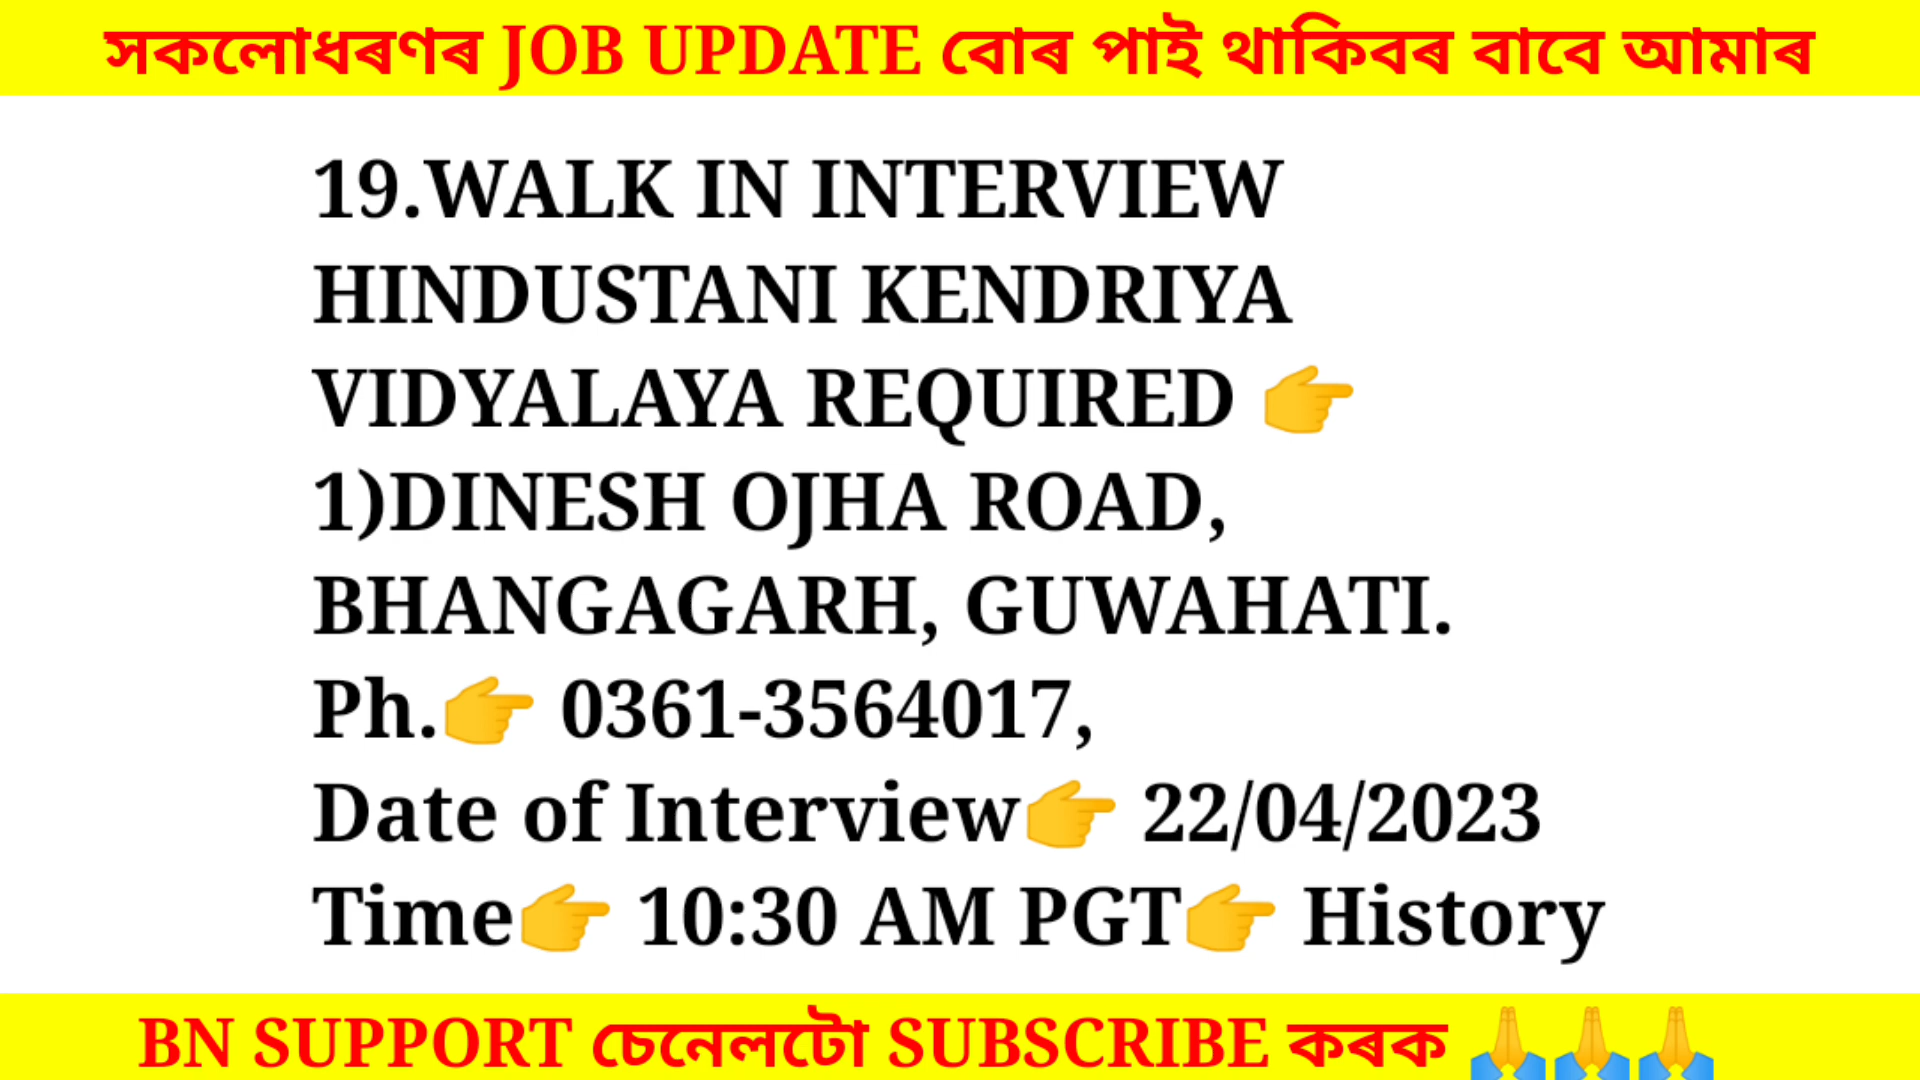 সকলোধৰণৰ JOB UPDATE বোৰ পাই থাকিবৰ বাবে আমাৰ
19.WALK IN INTERVIEW
HINDUSTANI KENDRIYA
VIDYALAYA REQUIRED 👉
1)DINESH OJHA ROAD,
BHANGAGARH, GUWAHATI.
Ph.👉 0361-3564017,
Date of Interview👉 22/04/2023
Time👉 10:30 AM PGT👉 History
BN SUPPORT চেনেলটো SUBSCRIBE কৰক 🙏🙏🙏